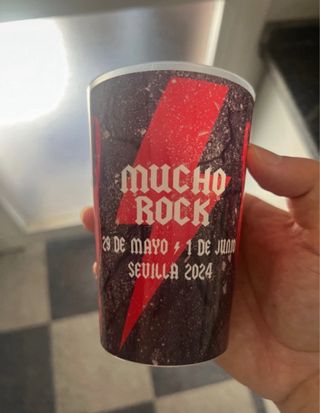 MUCHO
ROCK
29 DE MAYO 1 DE JUNIO
SEVILLA 2024